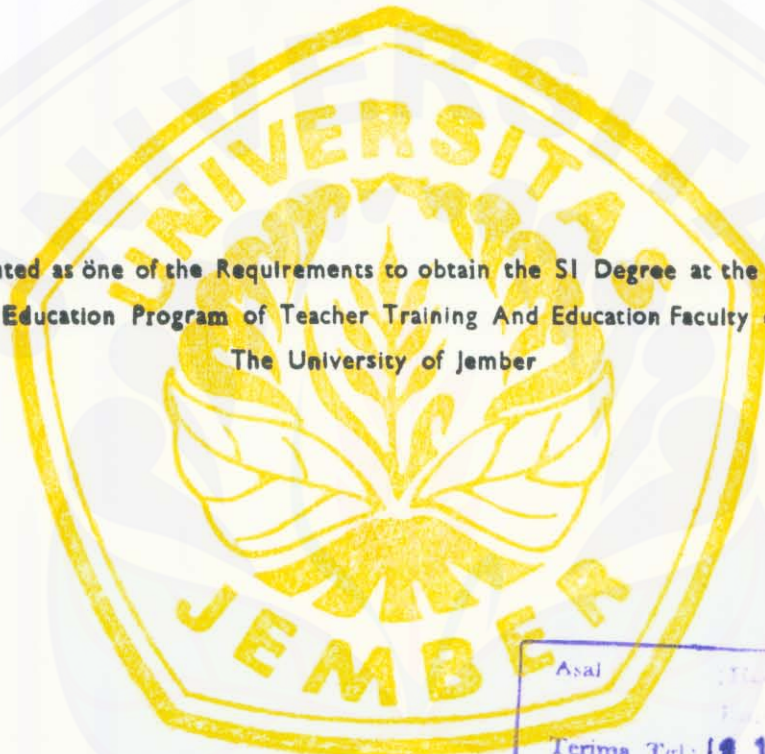 UNIVERSITAS
ted as öne of the Requirements to obtain the SI Degree at the
Education Program of Teacher Training And Education Faculty
The University of Jember
JEMBER
Asal
Terima Tgl: